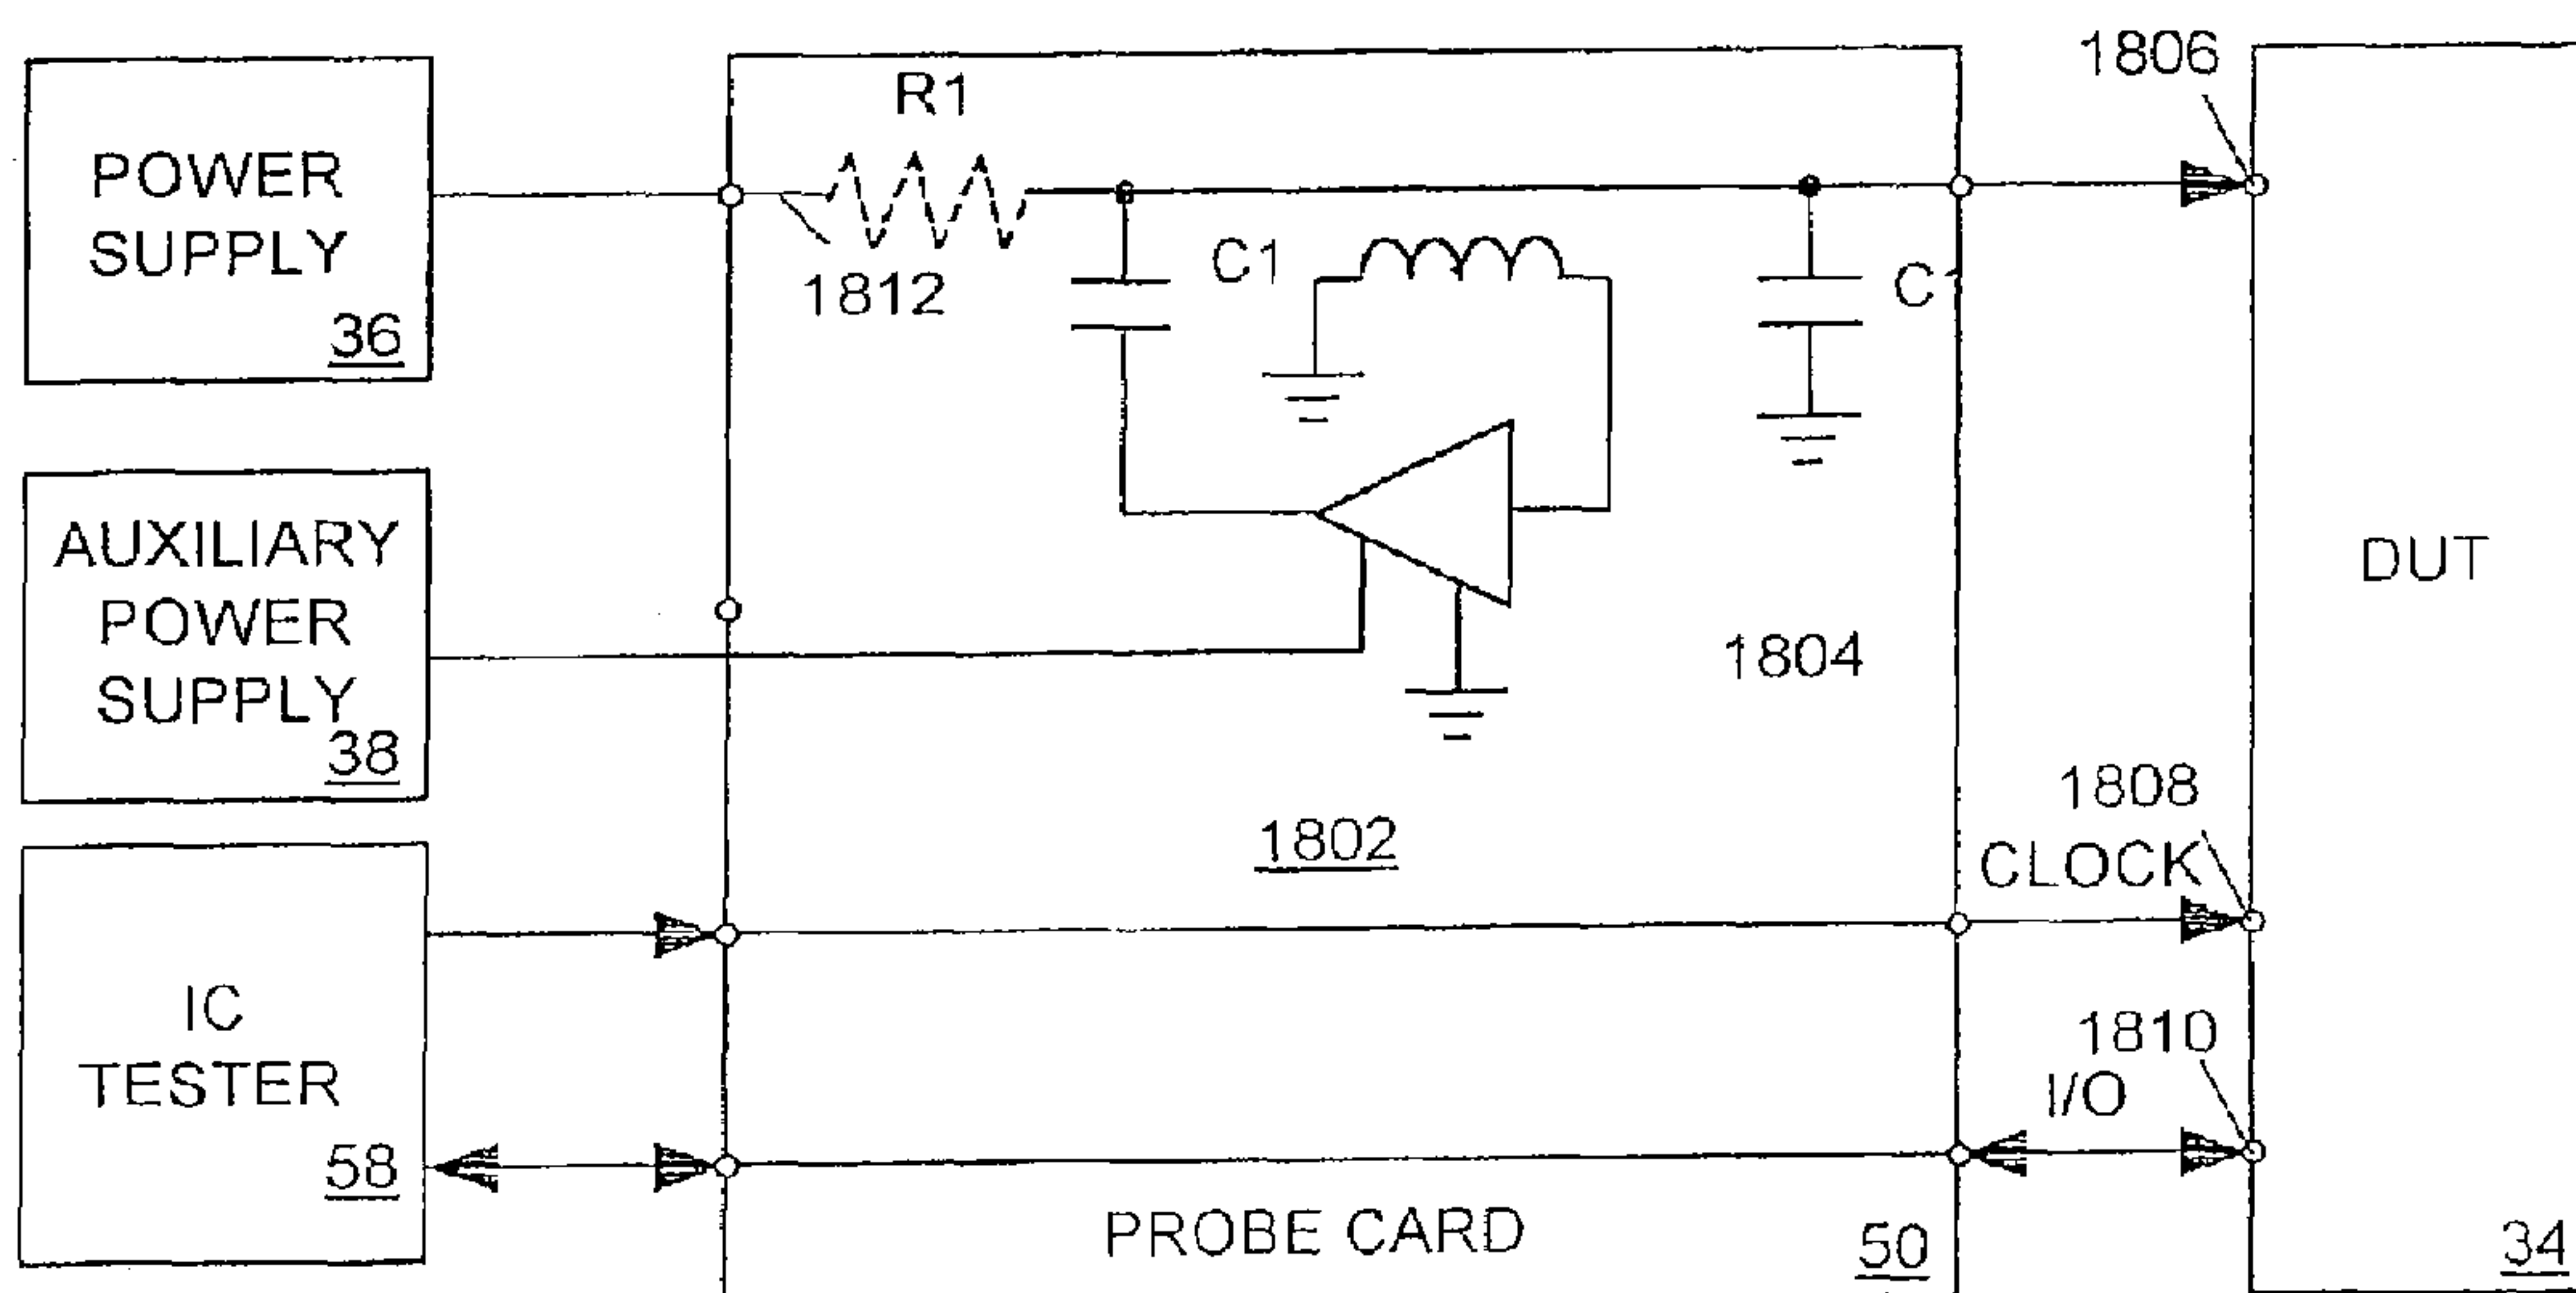 R1
1806
POWER
SUPPLY
36
1812
C1
C1
AUXILIARY
POWER
SUPPLY
38
DUT
1804
1802
1808
CLOCK
IC
TESTER
58
1810
I/O
PROBE CARD
50
34